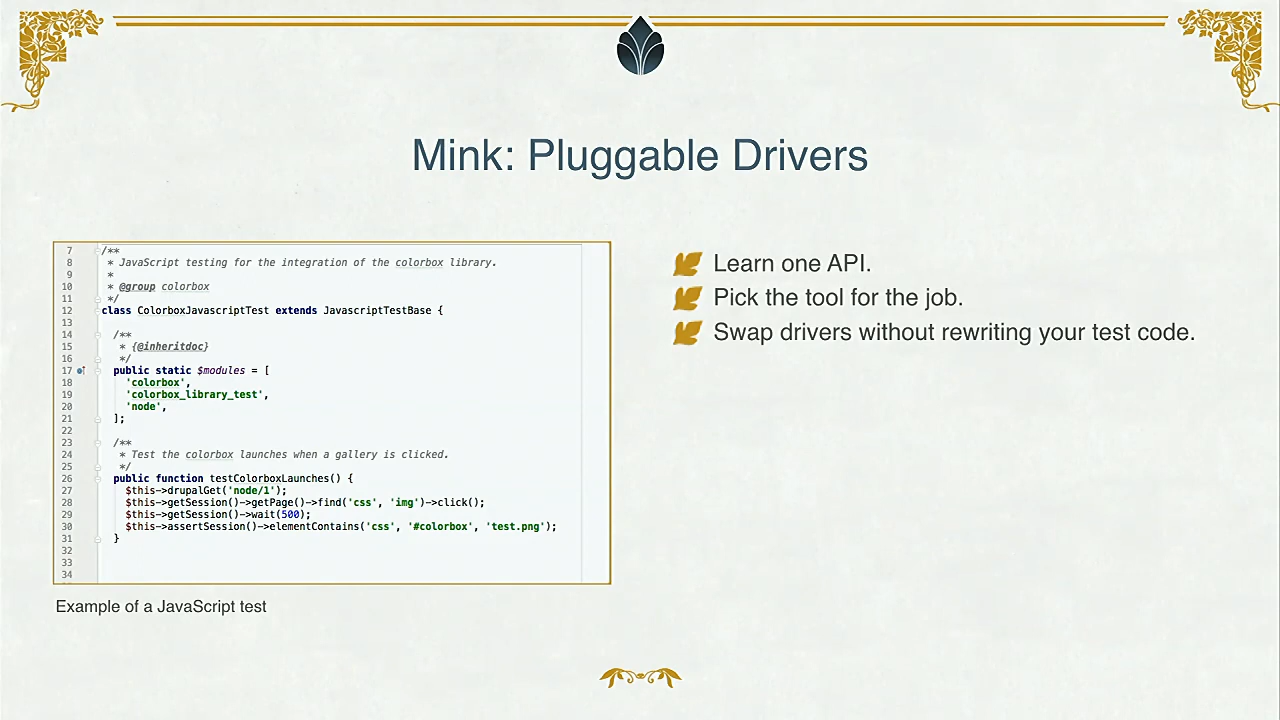 Mink: Pluggable Drivers
7 /**
8 * JavaScript testing for the integration of the colorbox library.
9 *
10 * @group colorbox
11 */
12 class ColorboxJavascriptTest extends JavascriptTestBase {
13
14 /**
15 * {@inheritdoc}
16 */
17 public static $modules = [
18 'colorbox',
19 'colorbox_library_test',
20 'node',
21 ];
22
23 /**
24 * Test the colorbox launches when a gallery is clicked.
25 */
26 public function testColorboxLaunches() {
27 $this->drupalGet('node/1');
28 $this->getSession()->getPage()->find('css', 'img')->click();
29 $this->getSession()->wait(500);
30 $this->assertSession()->elementContains('css', '#colorbox', 'test.png');
31 }
32
33
34
Example of a JavaScript test
Learn one API.
Pick the tool for the job.
Swap drivers without rewriting your test code.